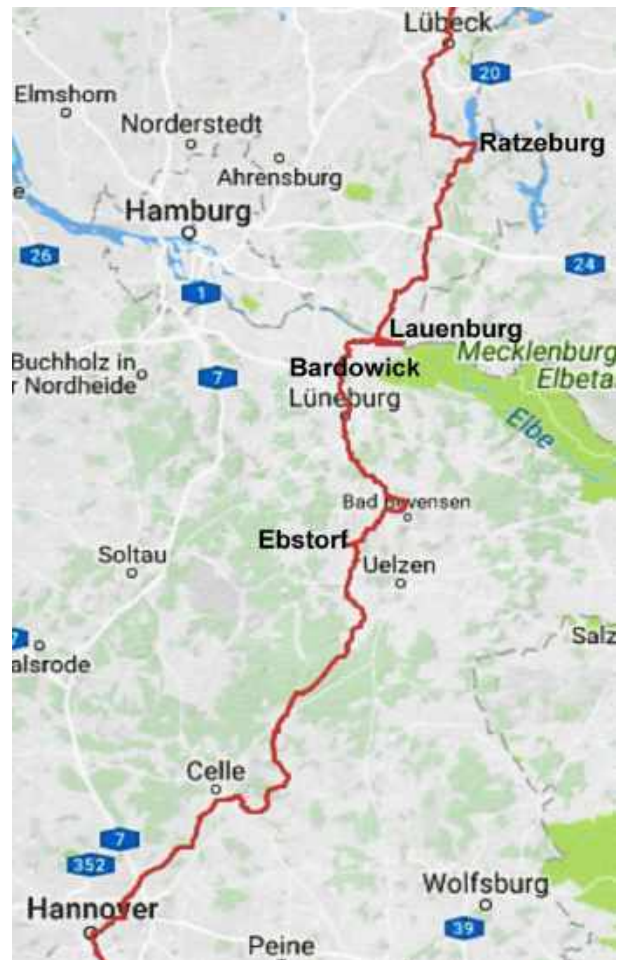 Lübeck
20
Elmshorn
Norderstedt
Ratzeburg
Ahrensburg
e
Hamburg
26
24
1
Lauenburg
Mecklenburg
Elbeta
Buchholz in
r Nordheide
7
Bardowick
Lüneburg
Elbe
Bad Bevensen
Ebstorf
Soltau
Uelzen
7
alsrode
Salz
Celle
7
352
Hannover
Wolfsburg
39
Peine